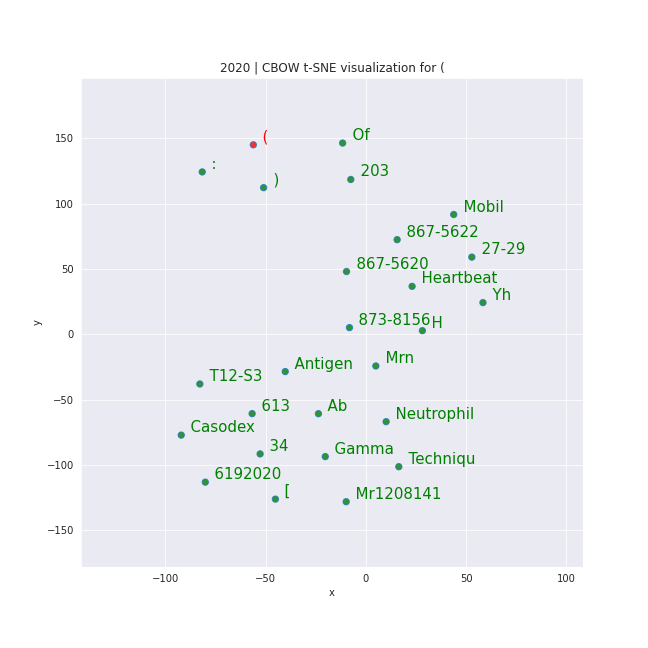 2020 | CBOW t-SNE visualization for (
150
100
50
0
−50
−100
−150
y
( Of
: ) 203
Mobil
867-5622
27-29
867-5620
Heartbeat
Yh
873-8156 H
Mrn
Antigen
T12-S3
613 Ab
Neutrophil
Casodex
34 Gamma
Techniqu
6192020
[ Mr1208141
−100 −50 0 50 100
x